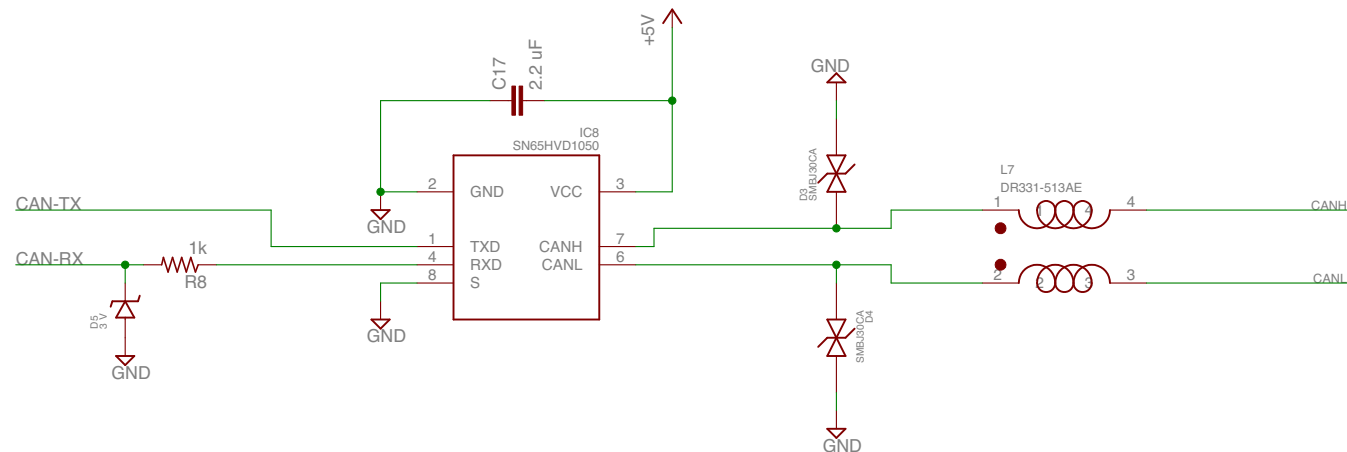 +5V
C17
2.2 uF
GND
IC8
SN65HVD1050
D3
SMBJ30CA
L7
DR331-513AE
2 GND VCC 3
1 1 4 4
CAN-TX
CANH
GND
1 TXD CANH 7
1k
CAN-RX
4 RXD CANL 6
R8
8 S
2 2 3 3
CANL
D5
3 V
GND
GND
SMBJ30CA
D4
GND